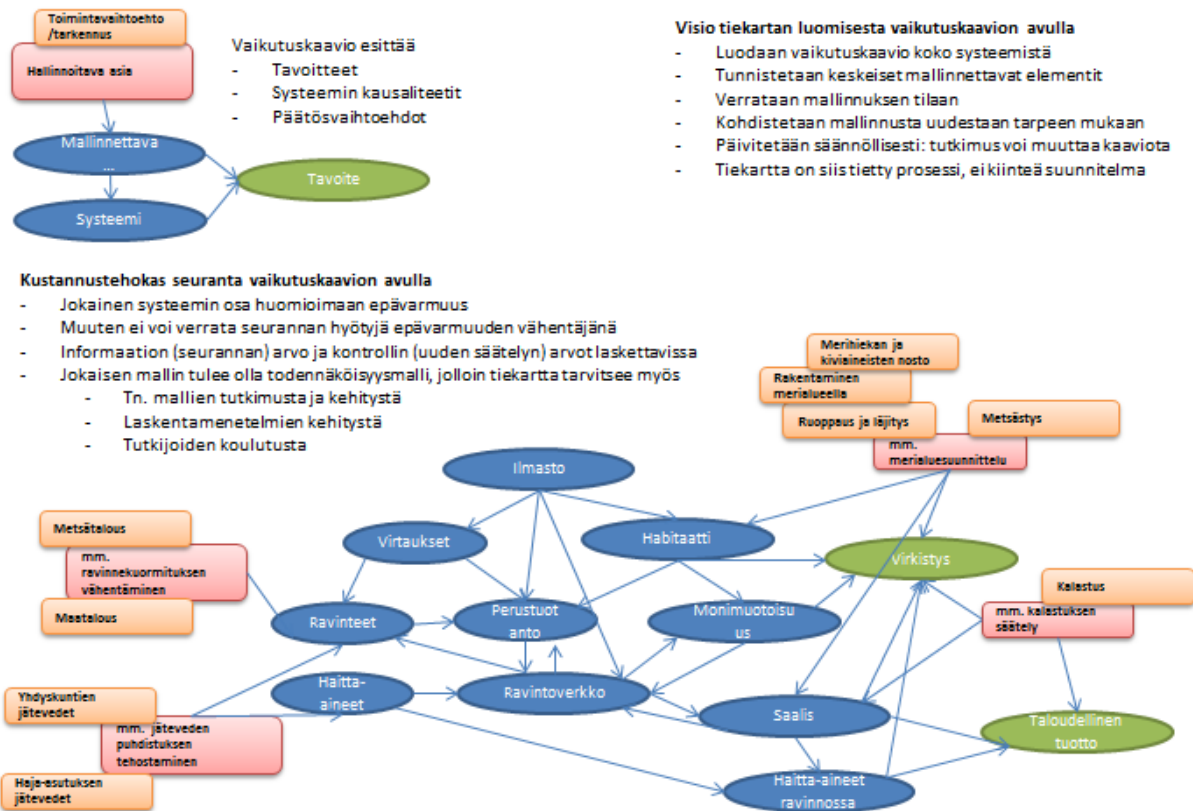 Toimintavaihtoehto
/tarkennus
Hallinnoitava asia
Mallinnettava
...
Systeemi
Tavoite
Vaikutuskaavio esittää
- Tavoitteet
- Systeemin kausaliteetit
- Päätösvaihtoehdot
Visio tiekartan luomisesta vaikutuskaavion avulla
- Luodaan vaikutuskaavio koko systeemistä
- Tunnistetaan keskeiset mallinnettavat elementit
- Verrataan mallinnuksen tilaan
- Kohdistetaan mallinnusta uudestaan tarpeen mukaan
- Päivitetään säännöllisesti: tutkimus voi muuttaa kaaviota
- Tiekartta on siis tietty prosessi, ei kiinteä suunnitelma
Kustannustehokas seuranta vaikutuskaavion avulla
- Jokainen systeemin osa huomioimaan epävarmuus
- Muuten ei voi verrata seurannan hyötyjä epävarmuuden vähentäjänä
- Informaation (seurannan) arvo ja kontrollin (uuden säätelyn) arvot laskettavissa
- Jokaisen mallin tulee olla todennäköisyysmalli, jolloin tiekartta tarvitsee myös
- Tn. mallien tutkimusta ja kehitystä
- Laskentamenetelmien kehitystä
- Tutkijoiden koulutusta
Merihiekan ja
kiviaineisten nosto
Rakentaminen
merialueella
Ruoppaus ja läjitys
Metsästys
mm.
merialuesuunnittelu
Ilmasto
Metsätalous
mm.
ravinnekuormituksen
vähentäminen
Maatalous
Virtaukset
Habitaatti
Virkistys
Kalastus
mm. kalastuksen
säätely
Ravinteet
Perustuot
anto
Monimuotoisu
us
Yhdyskuntien
jätevedet
mm. jäteveden
puhdistuksen
tehostaminen
Haja-asutuksen
jätevedet
Haitta-
aineet
Ravintoverkko
Saalis
Taloudellinen
tuotto
Haitta-aineet
ravinnossa